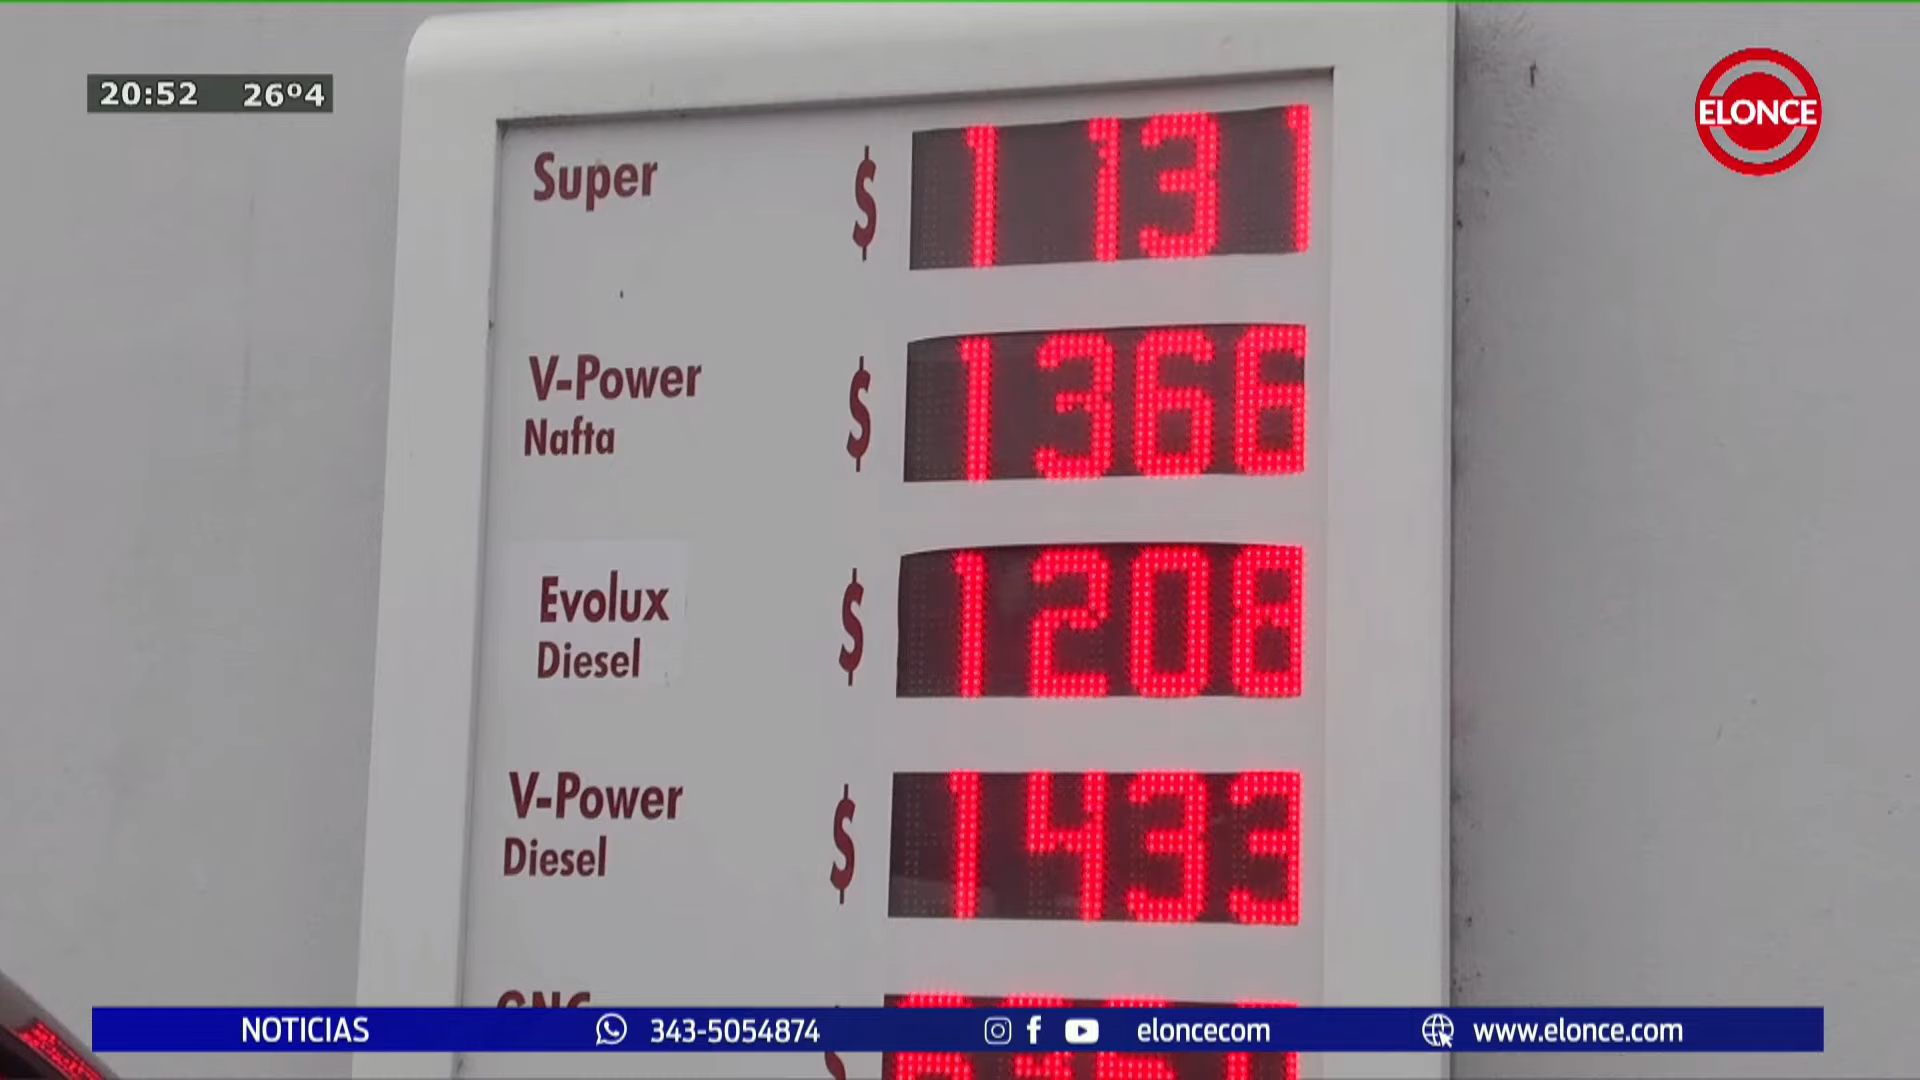 20:52 26º4
ELONCE
Super $ 1131
V-Power
Nafta
$ 1366
Evolux
Diesel
$ 1208
V-Power
Diesel
$ 1433
GNC
NOTICIAS 343-5054874 eloncecom www.elonce.com